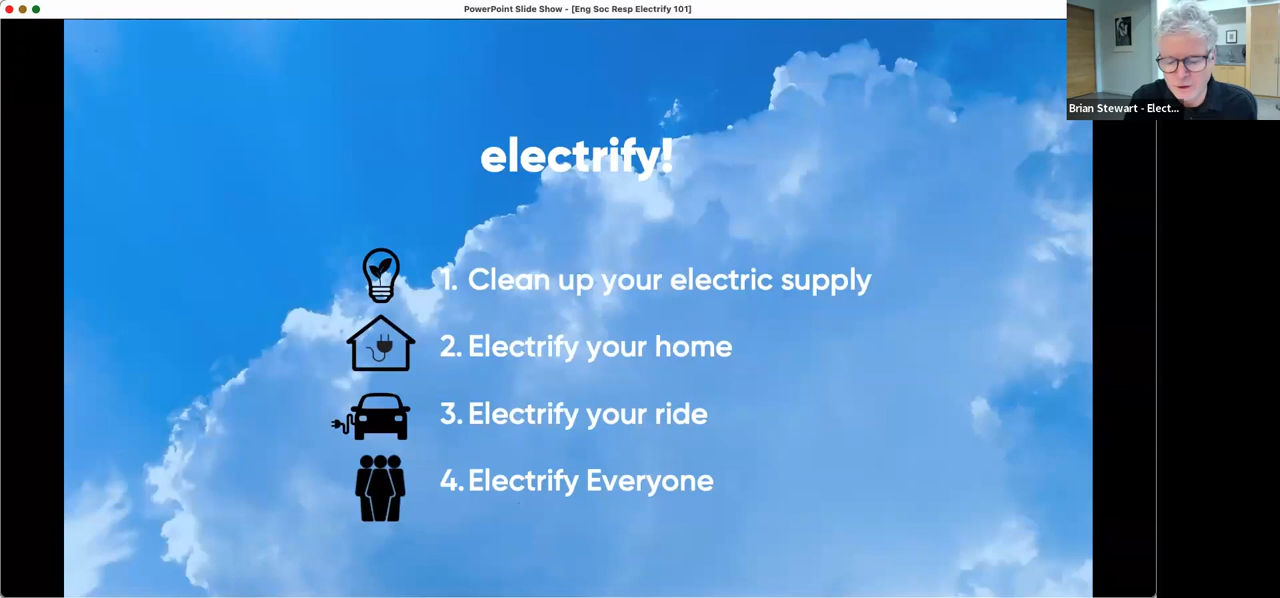 PowerPoint Slide Show - [Eng Soc Resp Electrify 101]
Brian Stewart - Elect...
electrify!
1. Clean up your electric supply
2. Electrify your home
3. Electrify your ride
4. Electrify Everyone